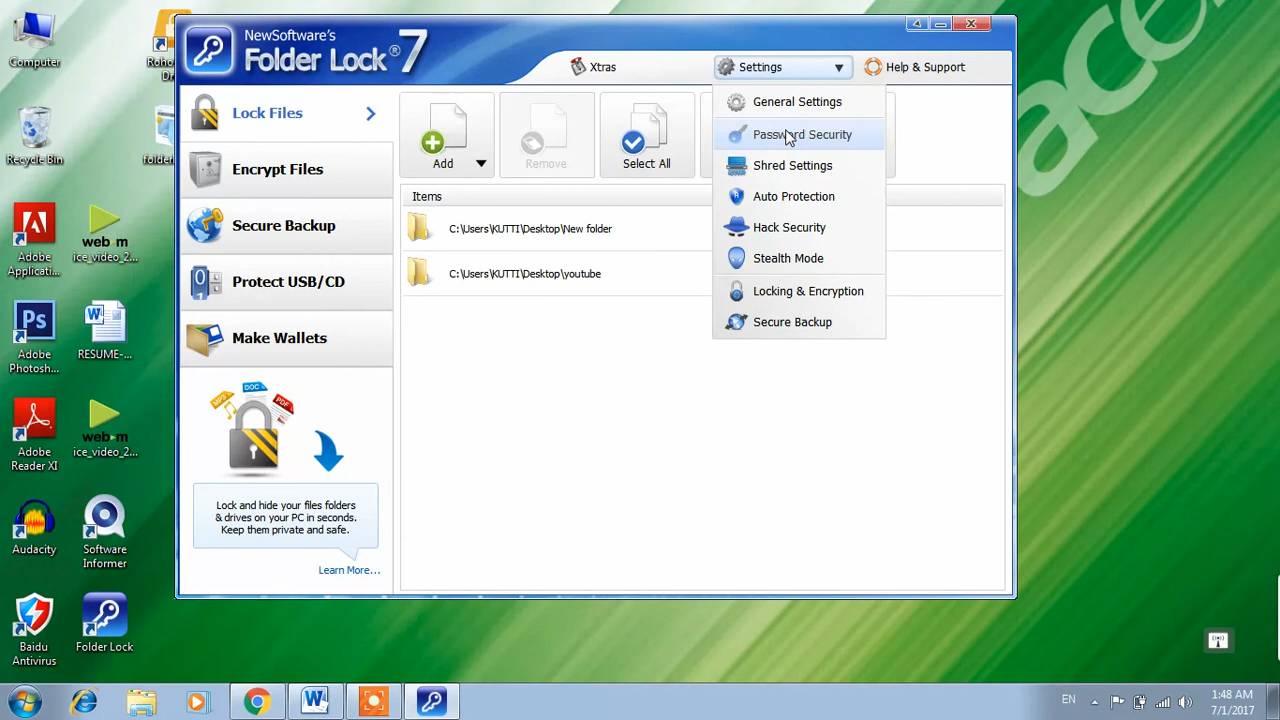 NewSoftware's
Folder Lock® 7
Xtras
Settings
Help & Support
General Settings
Password Security
Shred Settings
Auto Protection
Hack Security
Stealth Mode
Locking & Encryption
Secure Backup
Lock Files
Encrypt Files
Secure Backup
Protect USB/CD
Make Wallets
Add
Remove
Select All
Items
C:\Users\KUTTI\Desktop\New folder
C:\Users\KUTTI\Desktop\youtube
MP3
DOC
PDF
Lock and hide your files folders
& drives on your PC in seconds.
Keep them private and safe.
Learn More...
Computer
Recycle Bin
Adobe
Applicati...
web-m
ice_video_2...
Ps
Adobe
Photosh...
RESUME-...
Adobe
Reader XI
web-m
ice_video_2...
Audacity
Software
Informer
Baidu
Antivirus
Folder Lock
Roho
Dr
folder
acer
EN
1:48 AM
7/1/2017